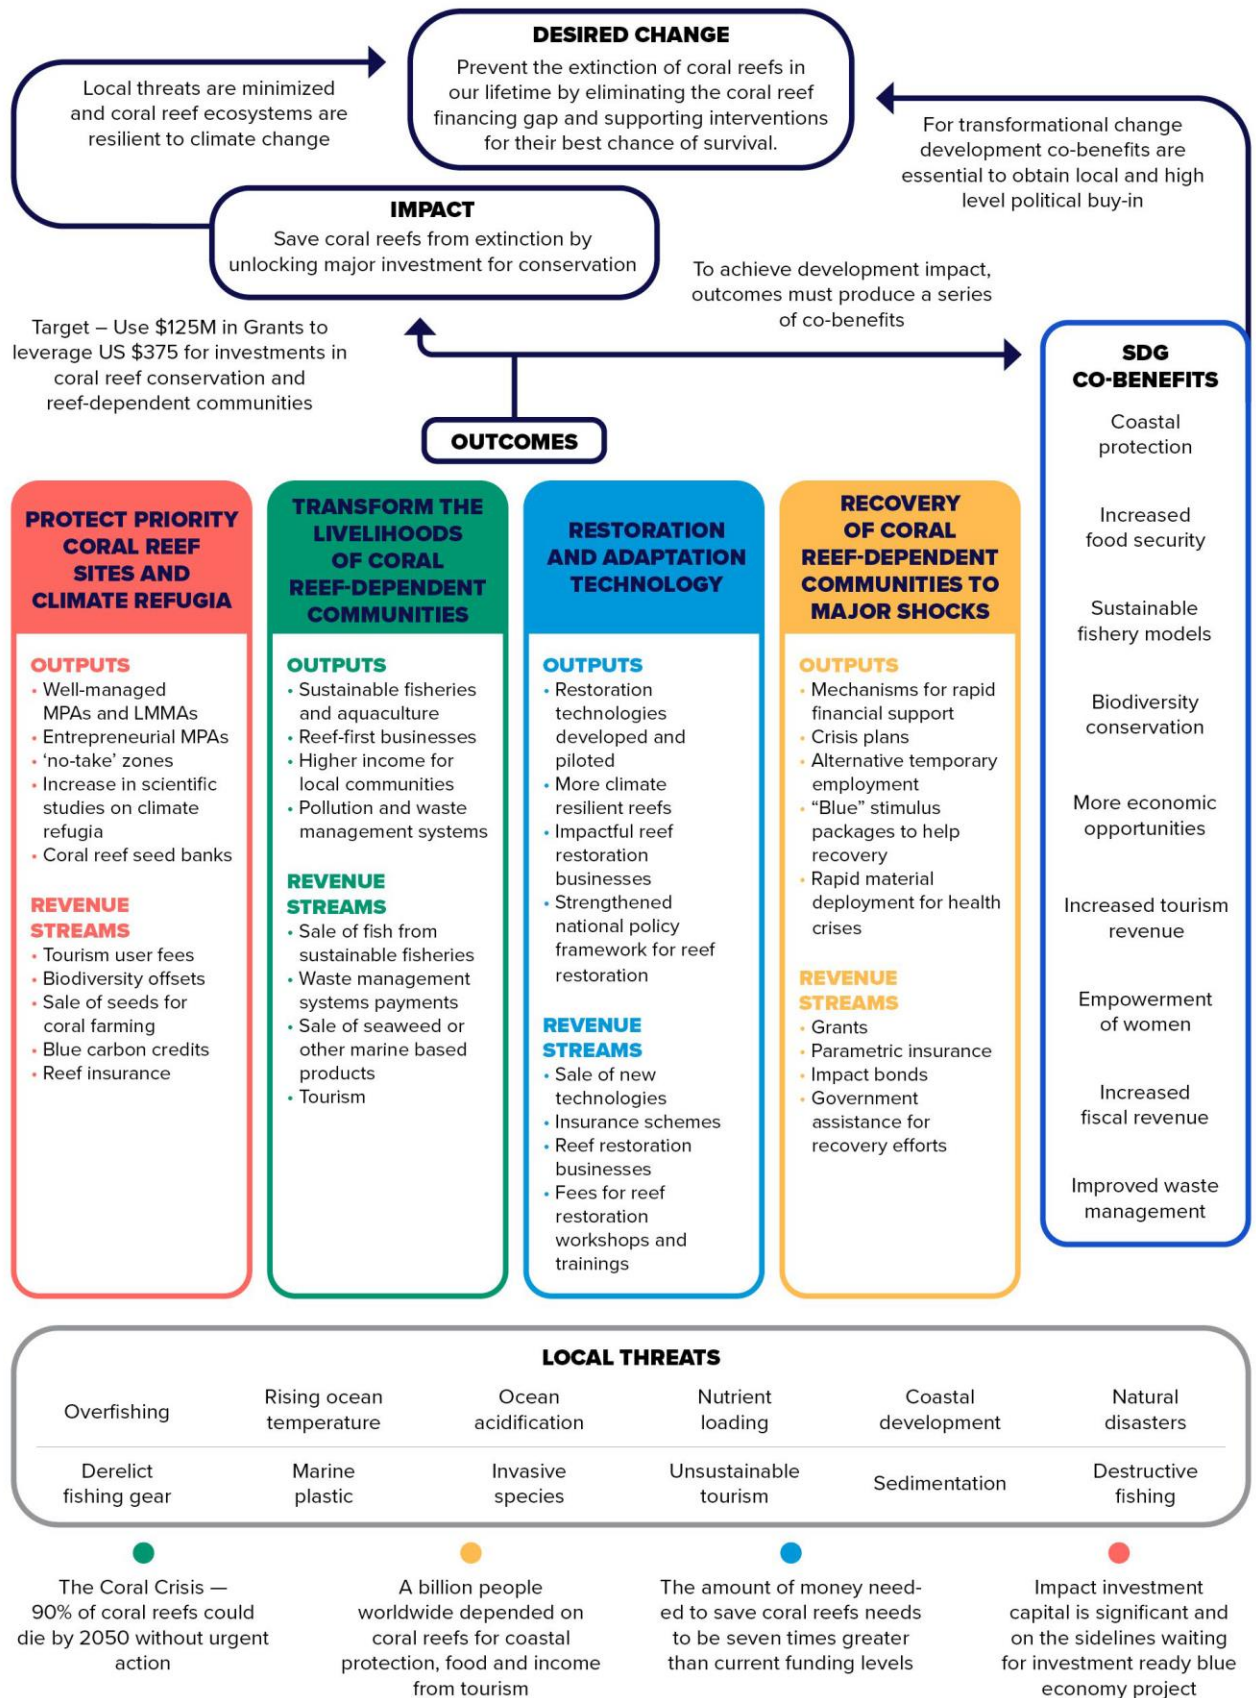 DESIRED CHANGE
Prevent the extinction of coral reefs in
our lifetime by eliminating the coral reef
financing gap and supporting interventions
for their best chance of survival.
Local threats are minimized
and coral reef ecosystems are
resilient to climate change
For transformational change
development co-benefits are
essential to obtain local and high
level political buy-in
IMPACT
Save coral reefs from extinction by
unlocking major investment for conservation
To achieve development impact,
outcomes must produce a series
of co-benefits
Target – Use $125M in Grants to
leverage US $375 for investments in
coral reef conservation and
reef-dependent communities
OUTCOMES
PROTECT PRIORITY
CORAL REEF
SITES AND
CLIMATE REFUGIA
OUTPUTS
• Well-managed
MPAs and LMMAs
• Entrepreneurial MPAs
• ‘no-take’ zones
• Increase in scientific
studies on climate
refugia
• Coral reef seed banks
REVENUE
STREAMS
• Tourism user fees
• Biodiversity offsets
• Sale of seeds for
coral farming
• Blue carbon credits
• Reef insurance
TRANSFORM THE
LIVELIHOODS
OF CORAL
REEF-DEPENDENT
COMMUNITIES
OUTPUTS
• Sustainable fisheries
and aquaculture
• Reef-first businesses
• Higher income for
local communities
• Pollution and waste
management systems
REVENUE
STREAMS
• Sale of fish from
sustainable fisheries
• Waste management
systems payments
• Sale of seaweed or
other marine based
products
• Tourism
RESTORATION
AND ADAPTATION
TECHNOLOGY
OUTPUTS
• Restoration
technologies
developed and
piloted
• More climate
resilient reefs
• Impactful reef
restoration
businesses
• Strengthened
national policy
framework for reef
restoration
REVENUE
STREAMS
• Sale of new
technologies
• Insurance schemes
• Reef restoration
businesses
• Fees for reef
restoration
workshops and
trainings
RECOVERY
OF CORAL
REEF-DEPENDENT
COMMUNITIES TO
MAJOR SHOCKS
OUTPUTS
• Mechanisms for rapid
financial support
• Crisis plans
• Alternative temporary
employment
• “Blue” stimulus
packages to help
recovery
• Rapid material
deployment for health
crises
REVENUE
STREAMS
• Grants
• Parametric insurance
• Impact bonds
• Government
assistance for
recovery efforts
SDG
CO-BENEFITS
Coastal
protection
Increased
food security
Sustainable
fishery models
Biodiversity
conservation
More economic
opportunities
Increased tourism
revenue
Empowerment
of women
Increased
fiscal revenue
Improved waste
management
LOCAL THREATS
Overfishing
Rising ocean
temperature
Ocean
acidification
Nutrient
loading
Coastal
development
Natural
disasters
Derelict
fishing gear
Marine
plastic
Invasive
species
Unsustainable
tourism
Sedimentation
Destructive
fishing
The Coral Crisis —
90% of coral reefs could
die by 2050 without urgent
action
A billion people
worldwide depended on
coral reefs for coastal
protection, food and income
from tourism
The amount of money need-
ed to save coral reefs needs
to be seven times greater
than current funding levels
Impact investment
capital is significant and
on the sidelines waiting
for investment ready blue
economy project